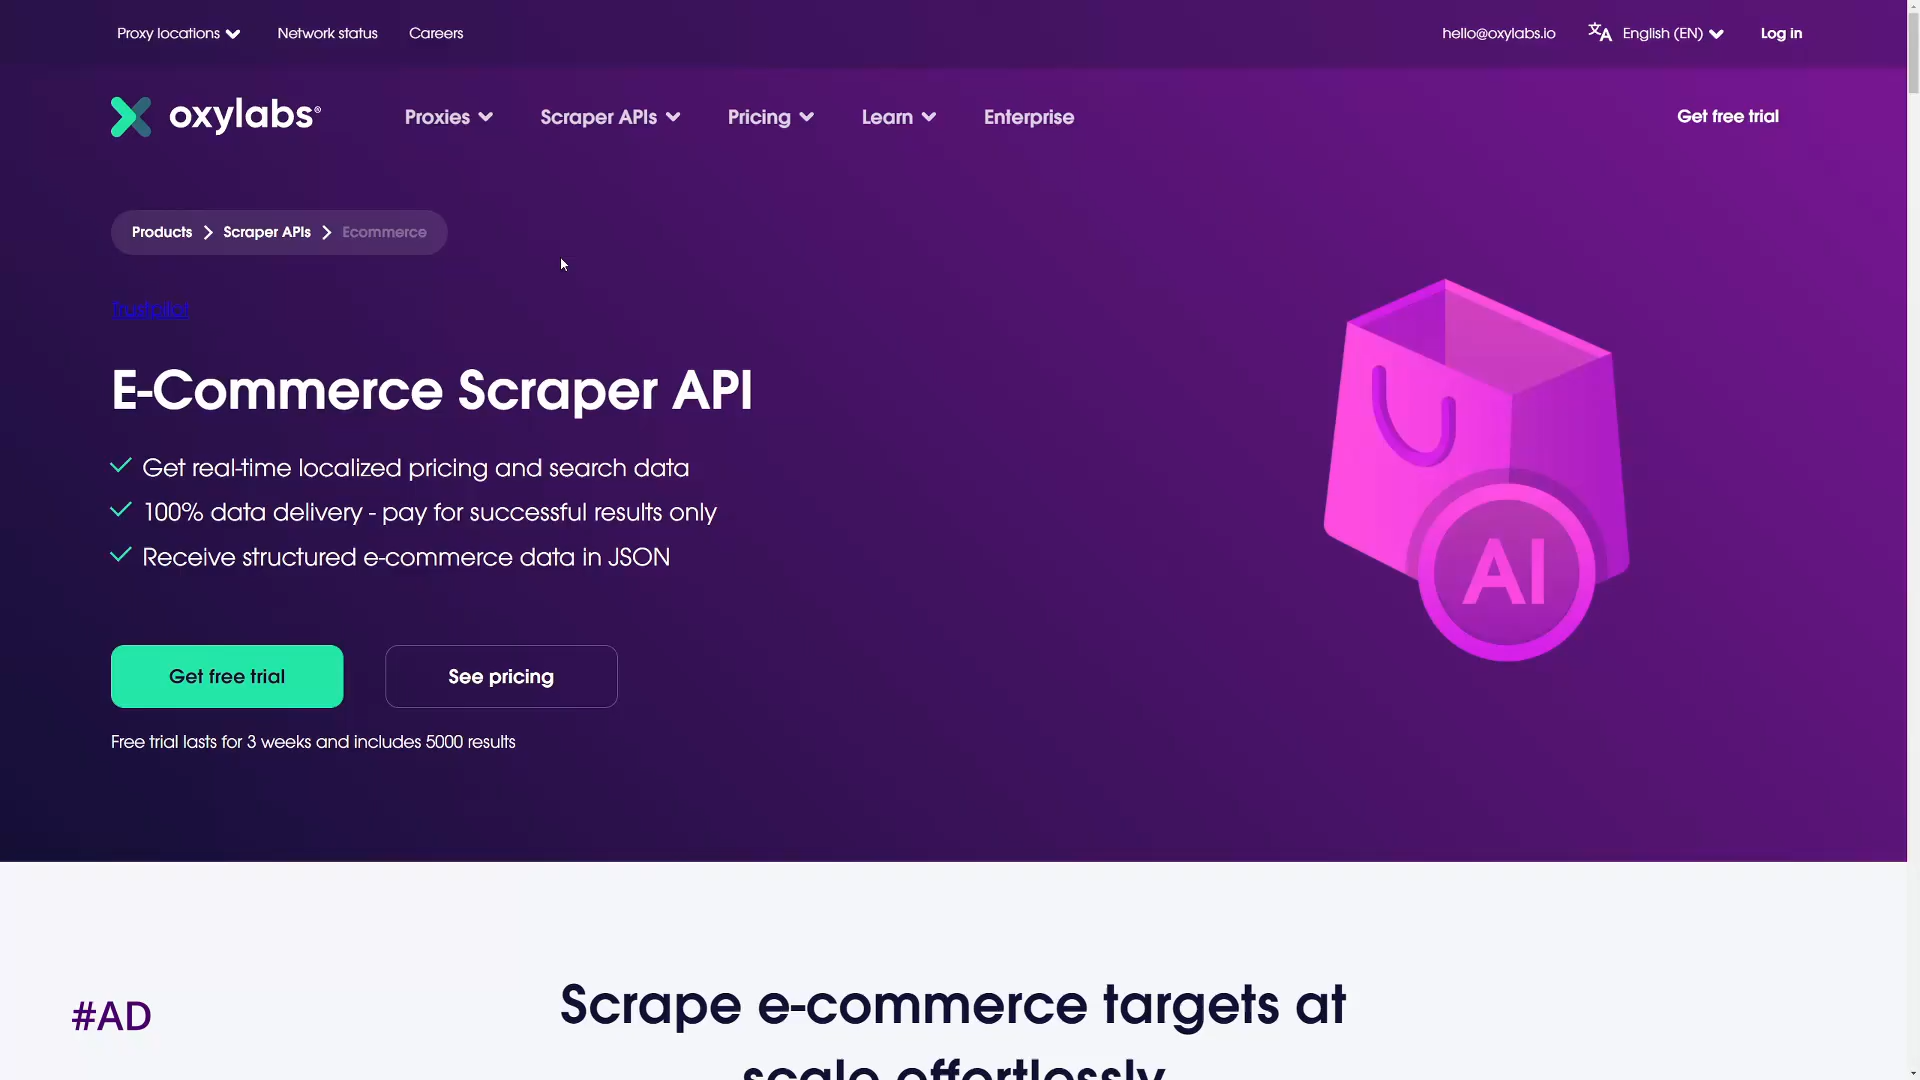 Proxy locations
Network status
Careers
hello@oxylabs.io
English (EN)
Log in
oxylabs®
Proxies
Scraper APIs
Pricing
Learn
Enterprise
Get free trial
Products > Scraper APIs > Ecommerce
Trustpilot
E-Commerce Scraper API
Get real-time localized pricing and search data
100% data delivery - pay for successful results only
Receive structured e-commerce data in JSON
AI
Get free trial
See pricing
Free trial lasts for 3 weeks and includes 5000 results
#AD
Scrape e-commerce targets at
scale effortlessly